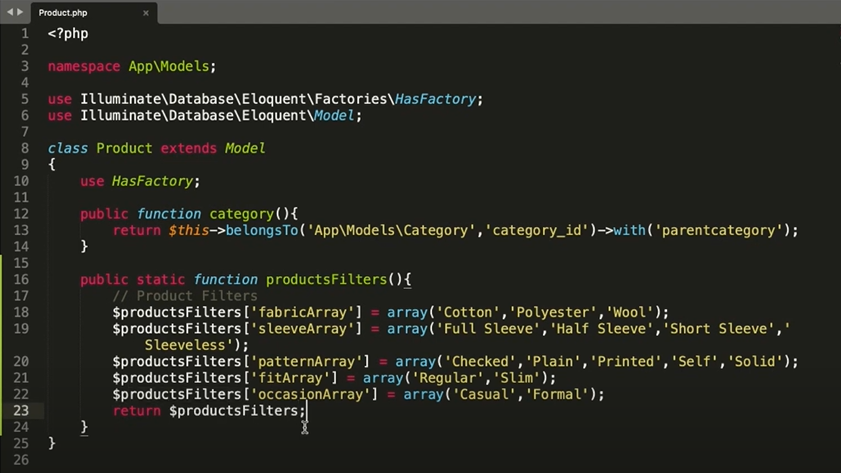 Product.php
1 <?php
2
3 namespace App\Models;
4
5 use Illuminate\Database\Eloquent\Factories\HasFactory;
6 use Illuminate\Database\Eloquent\Model;
7
8 class Product extends Model
9 {
10 use HasFactory;
11
12 public function category(){
13 return $this->belongsTo('App\Models\Category','category_id')->with('parentcategory');
14 }
15
16 public static function productsFilters(){
17 // Product Filters
18 $productsFilters['fabricArray'] = array('Cotton','Polyester','Wool');
19 $productsFilters['sleeveArray'] = array('Full Sleeve','Half Sleeve','Short Sleeve','
Sleeveless');
20 $productsFilters['patternArray'] = array('Checked','Plain','Printed','Self','Solid');
21 $productsFilters['fitArray'] = array('Regular','Slim');
22 $productsFilters['occasionArray'] = array('Casual','Formal');
23 return $productsFilters;
24 }
25 }
26